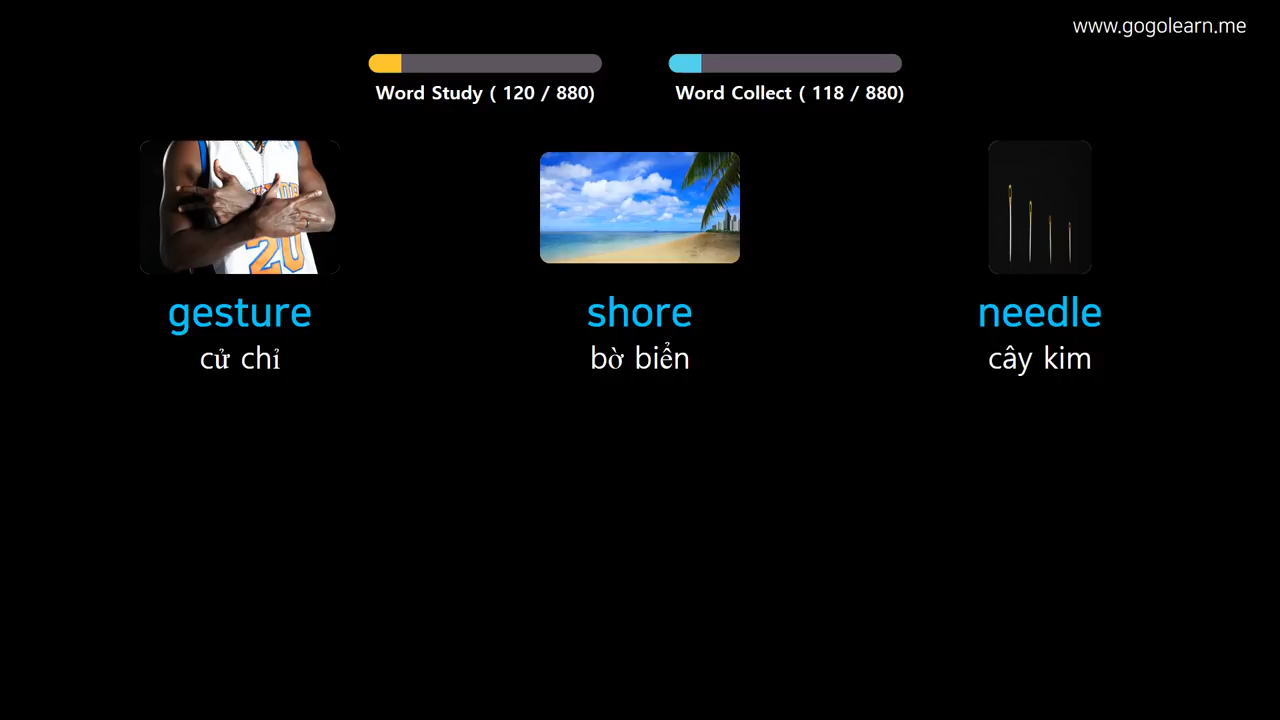 www.gogolearn.me
Word Study ( 120 / 880)
Word Collect ( 118 / 880)
20
gesture
shore
needle
cử chỉ
bờ biển
cây kim